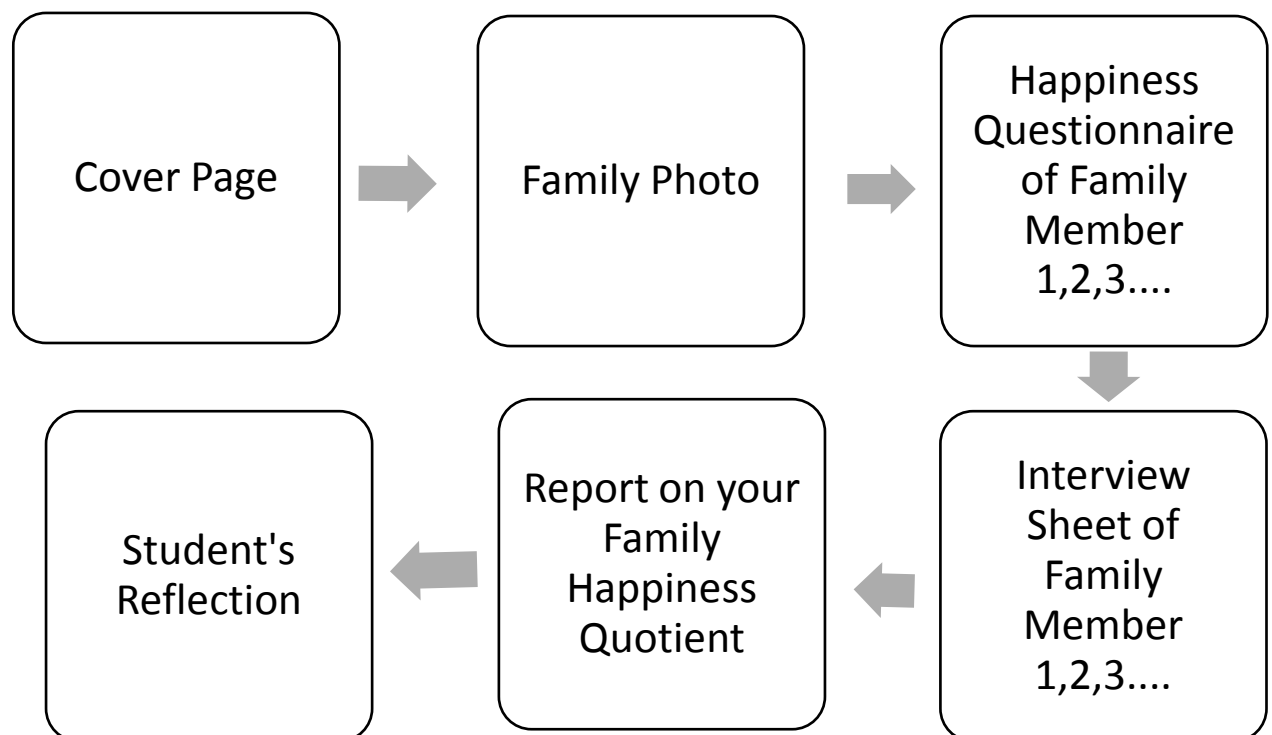 Cover Page
Family Photo
Happiness
Questionnaire
of Family
Member
1,2,3....
Interview
Sheet of
Family
Member
1,2,3....
Report on your
Family
Happiness
Quotient
Student's
Reflection